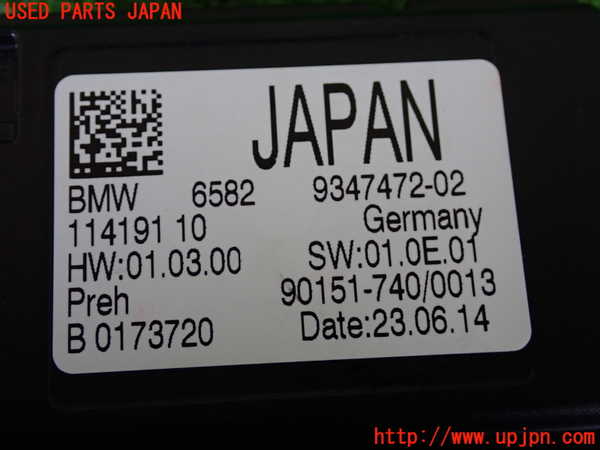 USED PARTS JAPAN
JAPAN
BMW 6582 9347472-02
114191 10 Germany
HW:01.03.00 SW:01.0E.01
Preh 90151-740/0013
B 0173720 Date:23.06.14
http://www.upjpn.com/